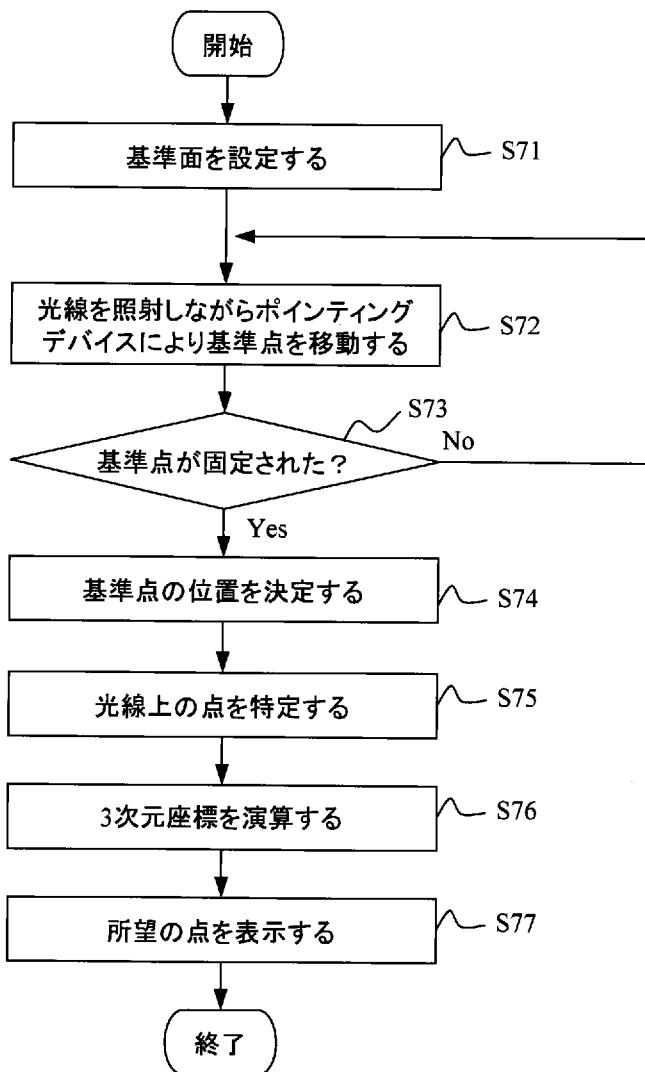 開始
基準面を設定する
S71
光線を照射しながらポインティング
デバイスにより基準点を移動する
S72
S73
基準点が固定された？
No
Yes
基準点の位置を決定する
S74
光線上の点を特定する
S75
3次元座標を演算する
S76
所望の点を表示する
S77
終了